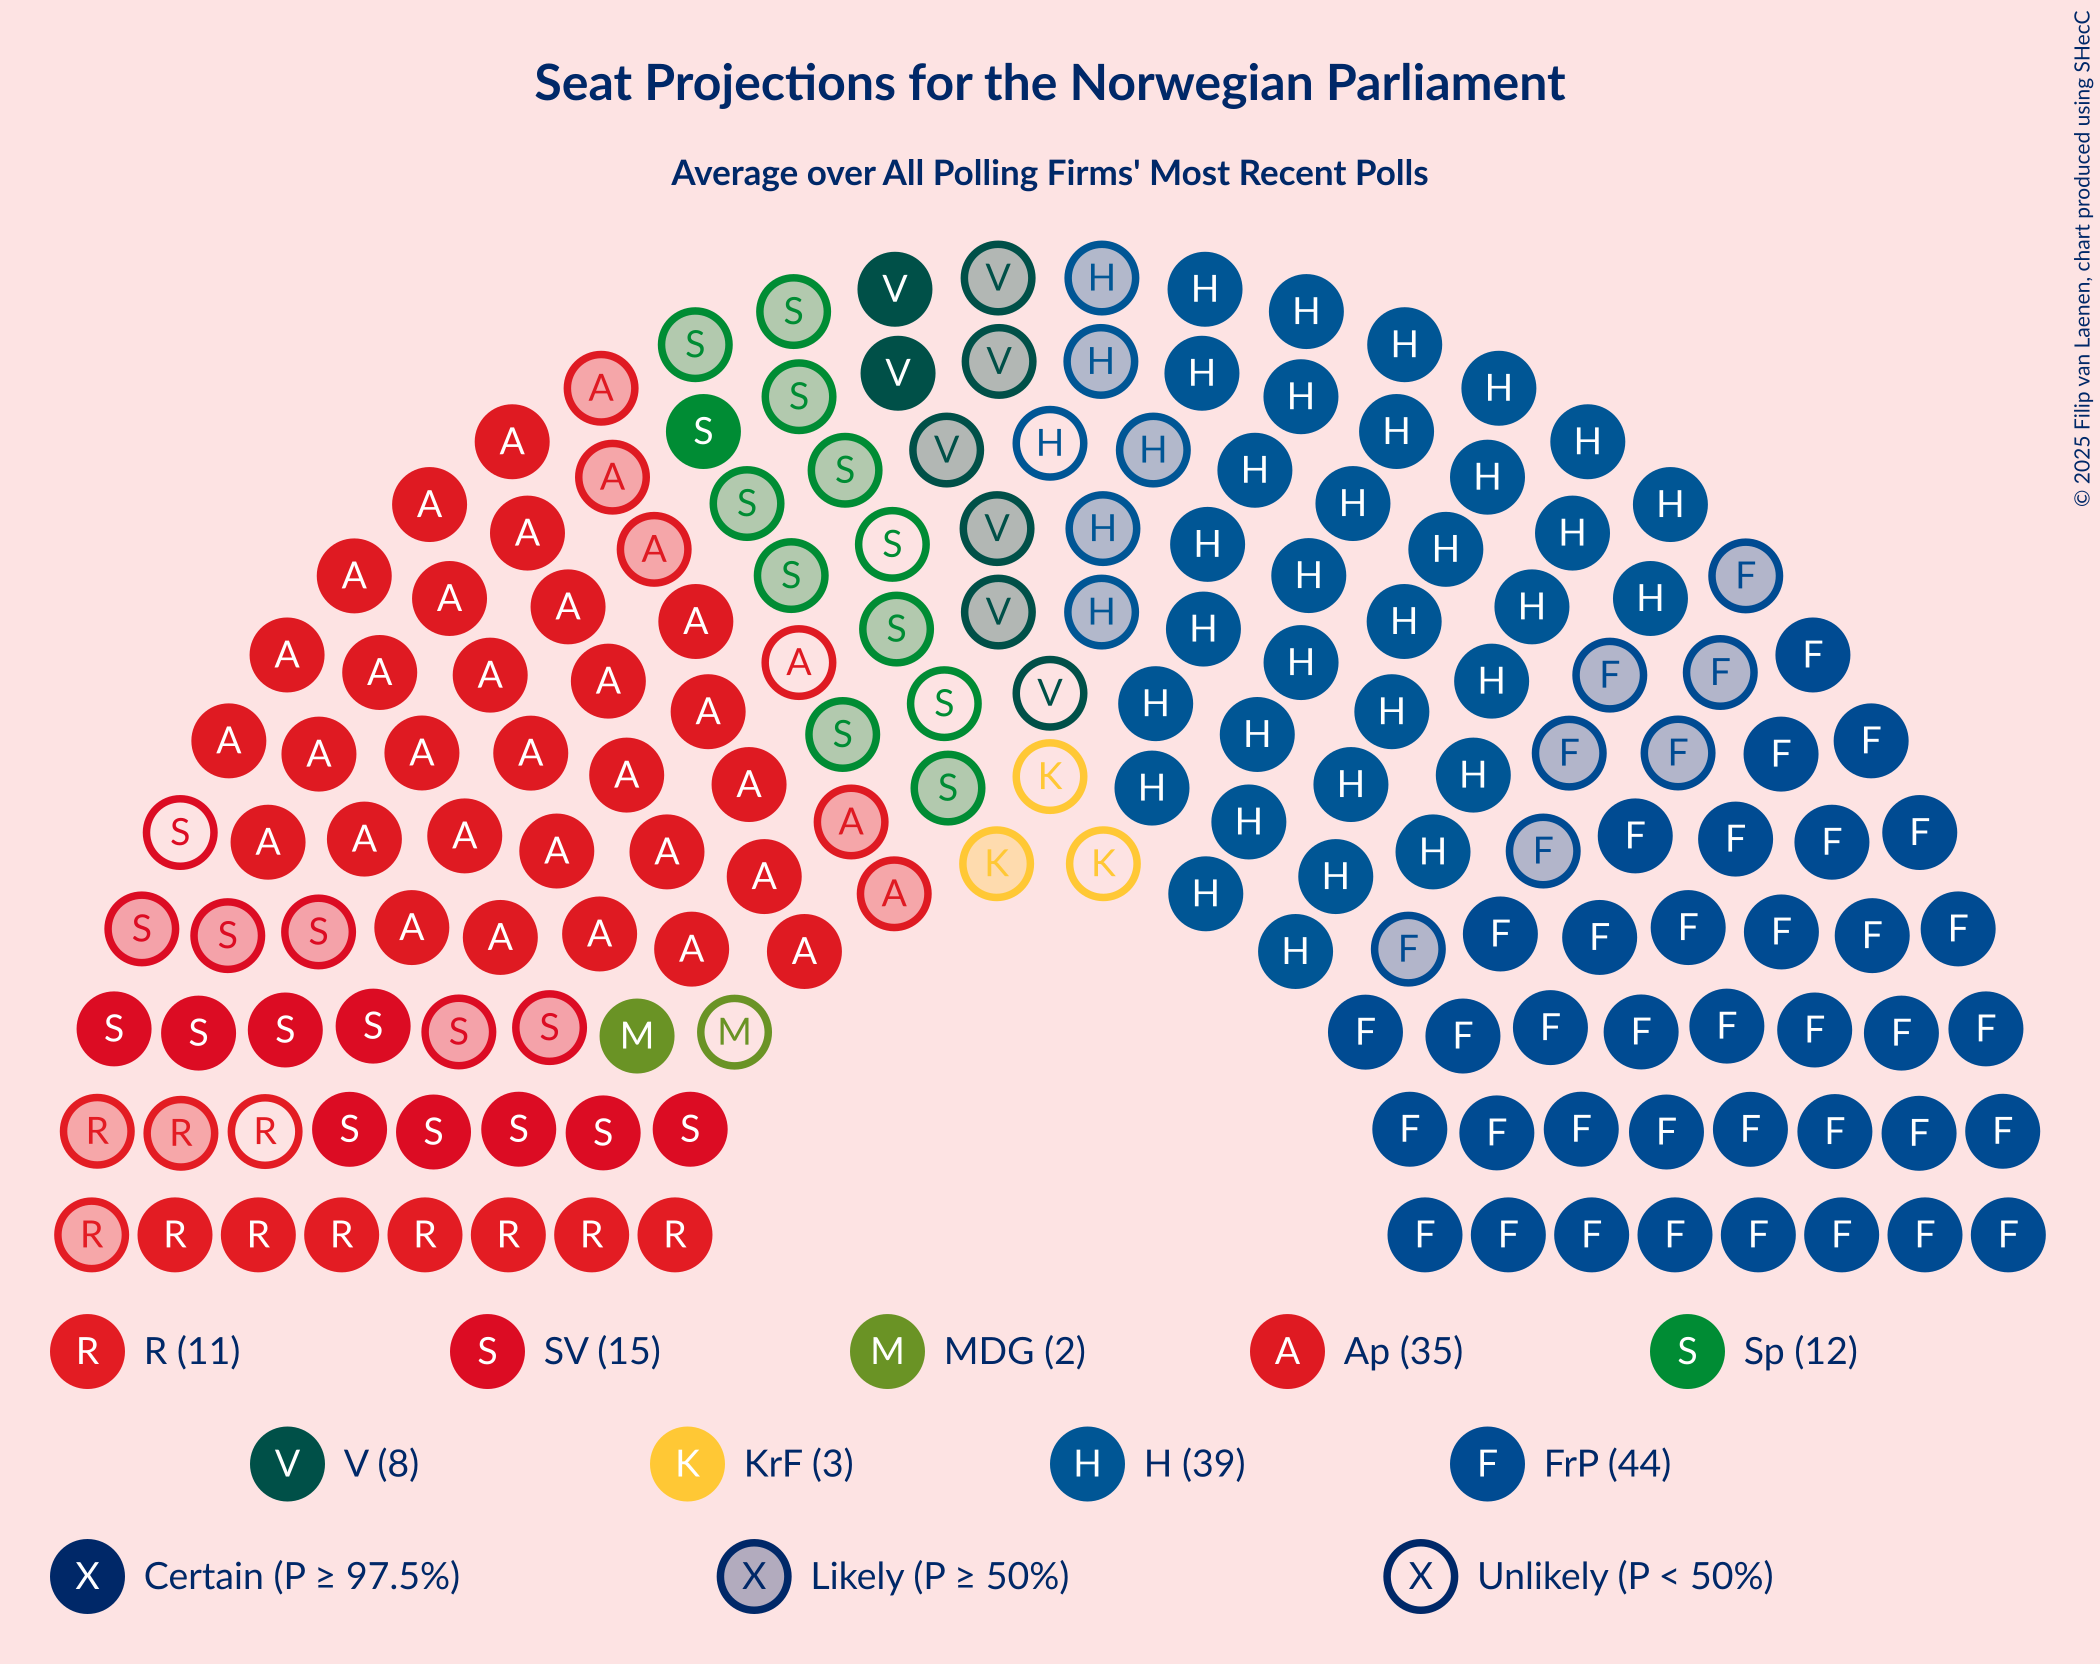 Seat Projections for the Norwegian Parliament
Average over All Polling Firms' Most Recent Polls
© 2025 Filip van Laenen, chart produced using SHecC
V V H H
S S H H
A S V V H H H H
A S S H H H
A A V H H H H
A S S H H H
A A A S V H H H H
A A S H H F
A A A S V H H H H
A A A S V H H F F F
A A A S H H H
A A A A A S K H H H F F F F
S A A A A A A A K K H H H F F F F F
A A H H
S S S A A A A A H F F F F F F F
S S S S S S M M F F F F F F F F
R R R S S S S S F F F F F F F F
R R R R R R R R F F F F F F F F
R R (11) S SV (15) M MDG (2) A Ap (35) S Sp (12)
V V (8) K KrF (3) H H (39) F FrP (44)
X Certain (P ≥ 97.5%) X Likely (P ≥ 50%) X Unlikely (P < 50%)